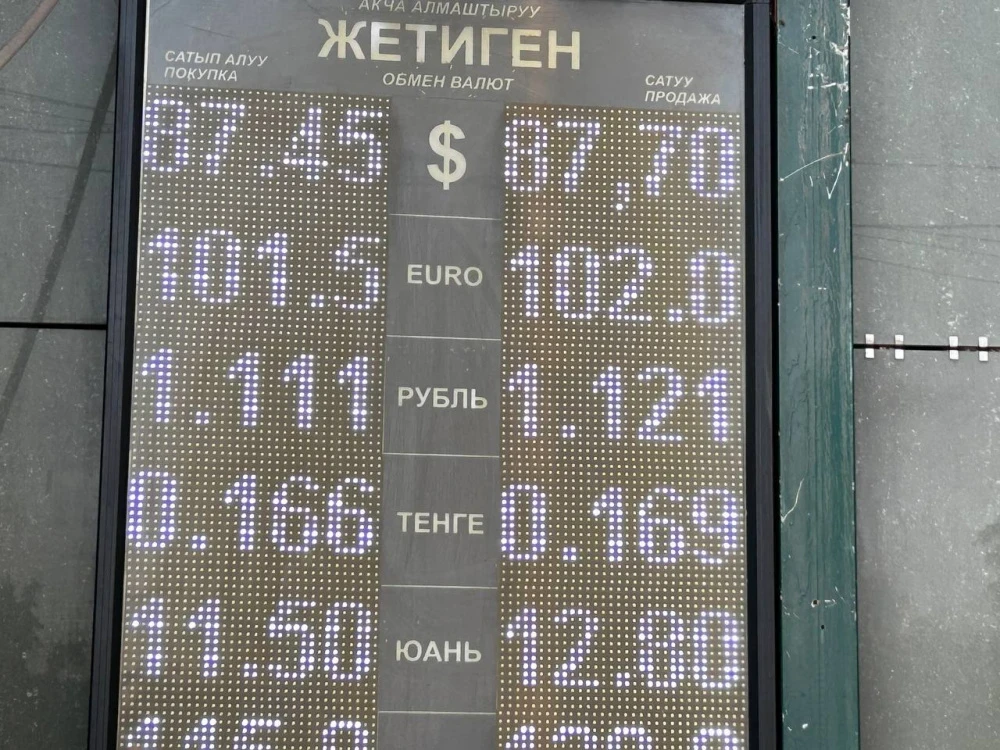 АКЧА АЛМАШТЫРУУ
ЖЕТИГЕН
ОБМЕН ВАЛЮТ
САТЫП АЛУУ
ПОКУПКА
САТУУ
ПРОДАЖА
87.45 $ 87,70
101.5 EURO 102.0
1.111 РУБЛЬ 1.121
0.166 ТЕНГЕ 0.169
11.50 ЮАНЬ 12.80